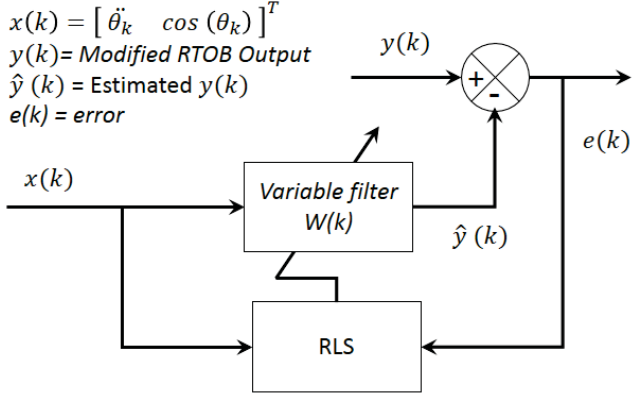 x(k) = [ θ̈ₖ cos (θₖ) ]ᵀ
y(k)= Modified RTOB Output
ŷ (k) = Estimated y(k)
e(k) = error
y(k)
+
-
e(k)
x(k)
Variable filter
W(k)
ŷ (k)
RLS